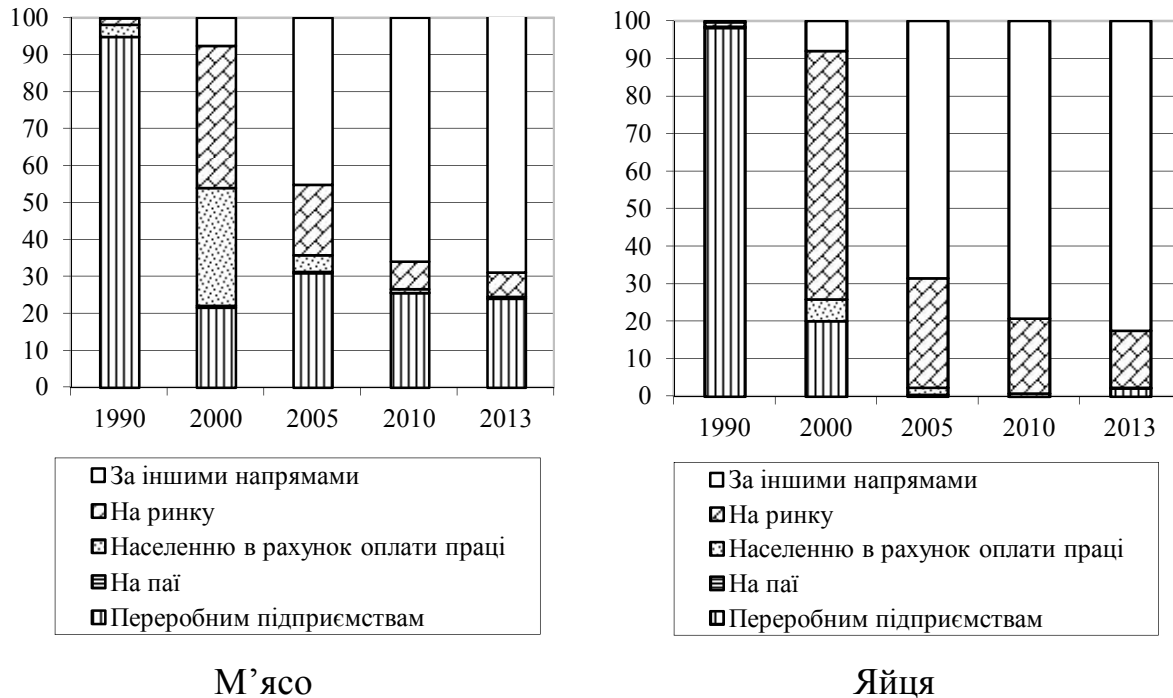 100
90
80
70
60
50
40
30
20
10
0
1990 2000 2005 2010 2013
За іншими напрямами
На ринку
Населенню в рахунок оплати праці
На паї
Переробним підприємствам
М’ясо
100
90
80
70
60
50
40
30
20
10
0
1990 2000 2005 2010 2013
За іншими напрямами
На ринку
Населенню в рахунок оплати праці
На паї
Переробним підприємствам
Яйця